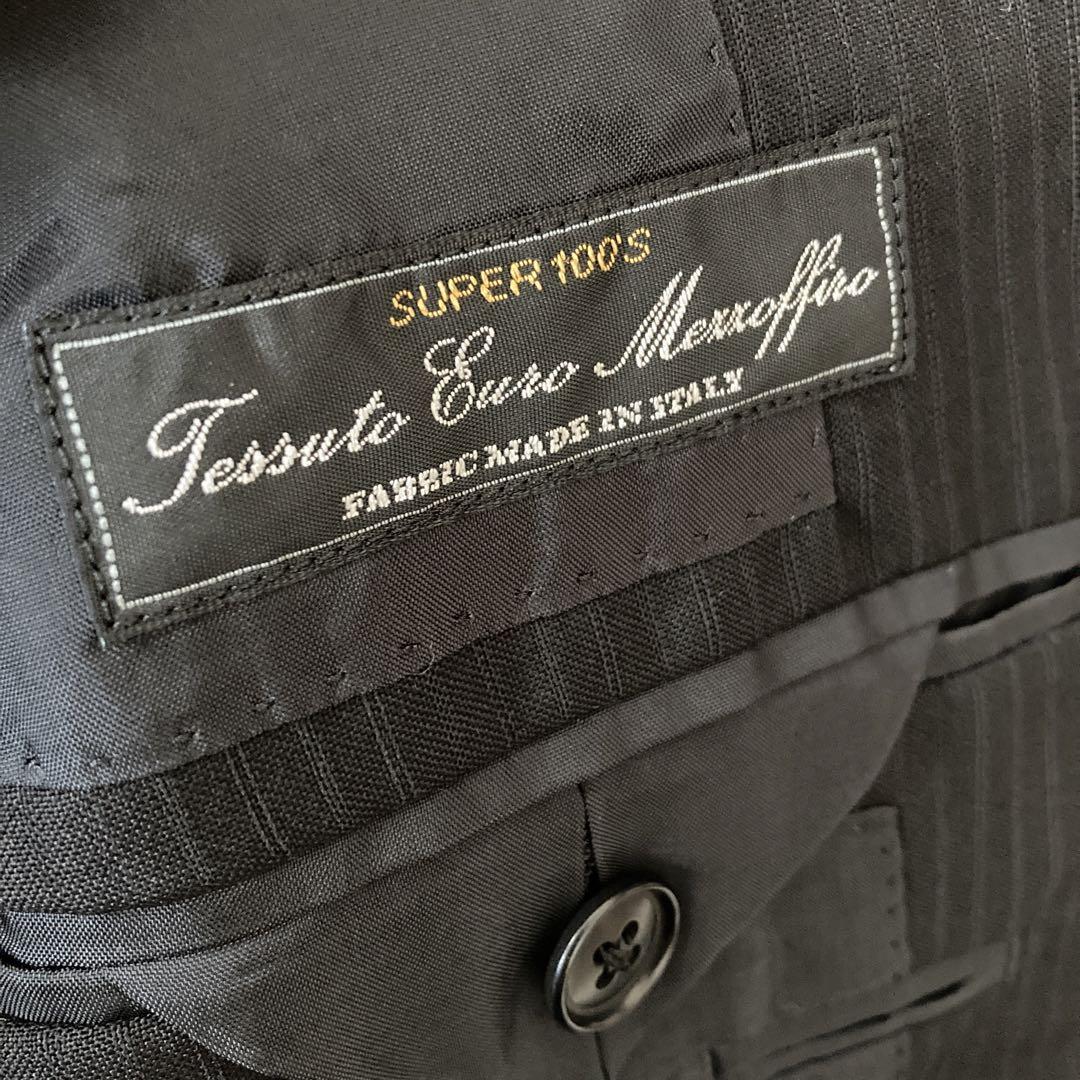 SUPER 100'S
Tessuto Euro Mezzoffiro
FABRIC MADE IN ITALY